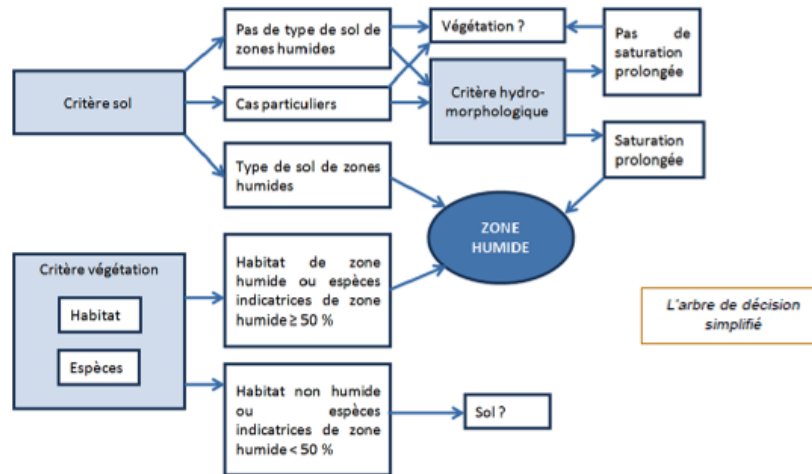 Pas de type de sol de
zones humides
Végétation ?
Pas de
saturation
prolongée
Critère sol
Cas particuliers
Critère hydro-
morphologique
Type de sol de zones
humides
Saturation
prolongée
ZONE
HUMIDE
Critère végétation
Habitat
Espèces
Habitat de zone
humide ou espèces
indicatrices de zone
humide ≥ 50 %
L'arbre de décision
simplifié
Habitat non humide
ou espèces
indicatrices de zone
humide < 50 %
Sol ?